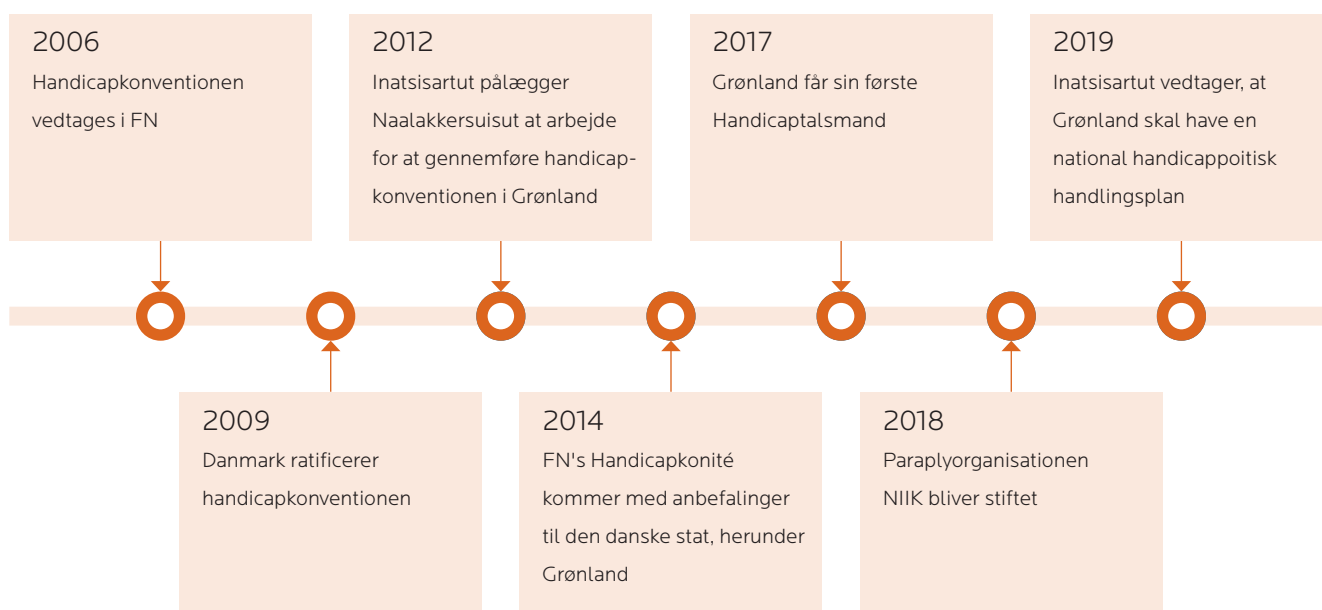 2006
Handicapkonventionen
vedtages i FN
2009
Danmark ratificerer
handicapkonventionen
2012
Inatsisartut pålægger
Naalakkersuisut at arbejde
for at gennemføre handicap-
konventionen i Grønland
2014
FN's Handicapkonité
kommer med anbefalinger
til den danske stat, herunder
Grønland
2017
Grønland får sin første
Handicaptalsmand
2018
Paraplyorganisationen
NIIK bliver stiftet
2019
Inatsisartut vedtager, at
Grønland skal have en
national handicappoitisk
handlingsplan